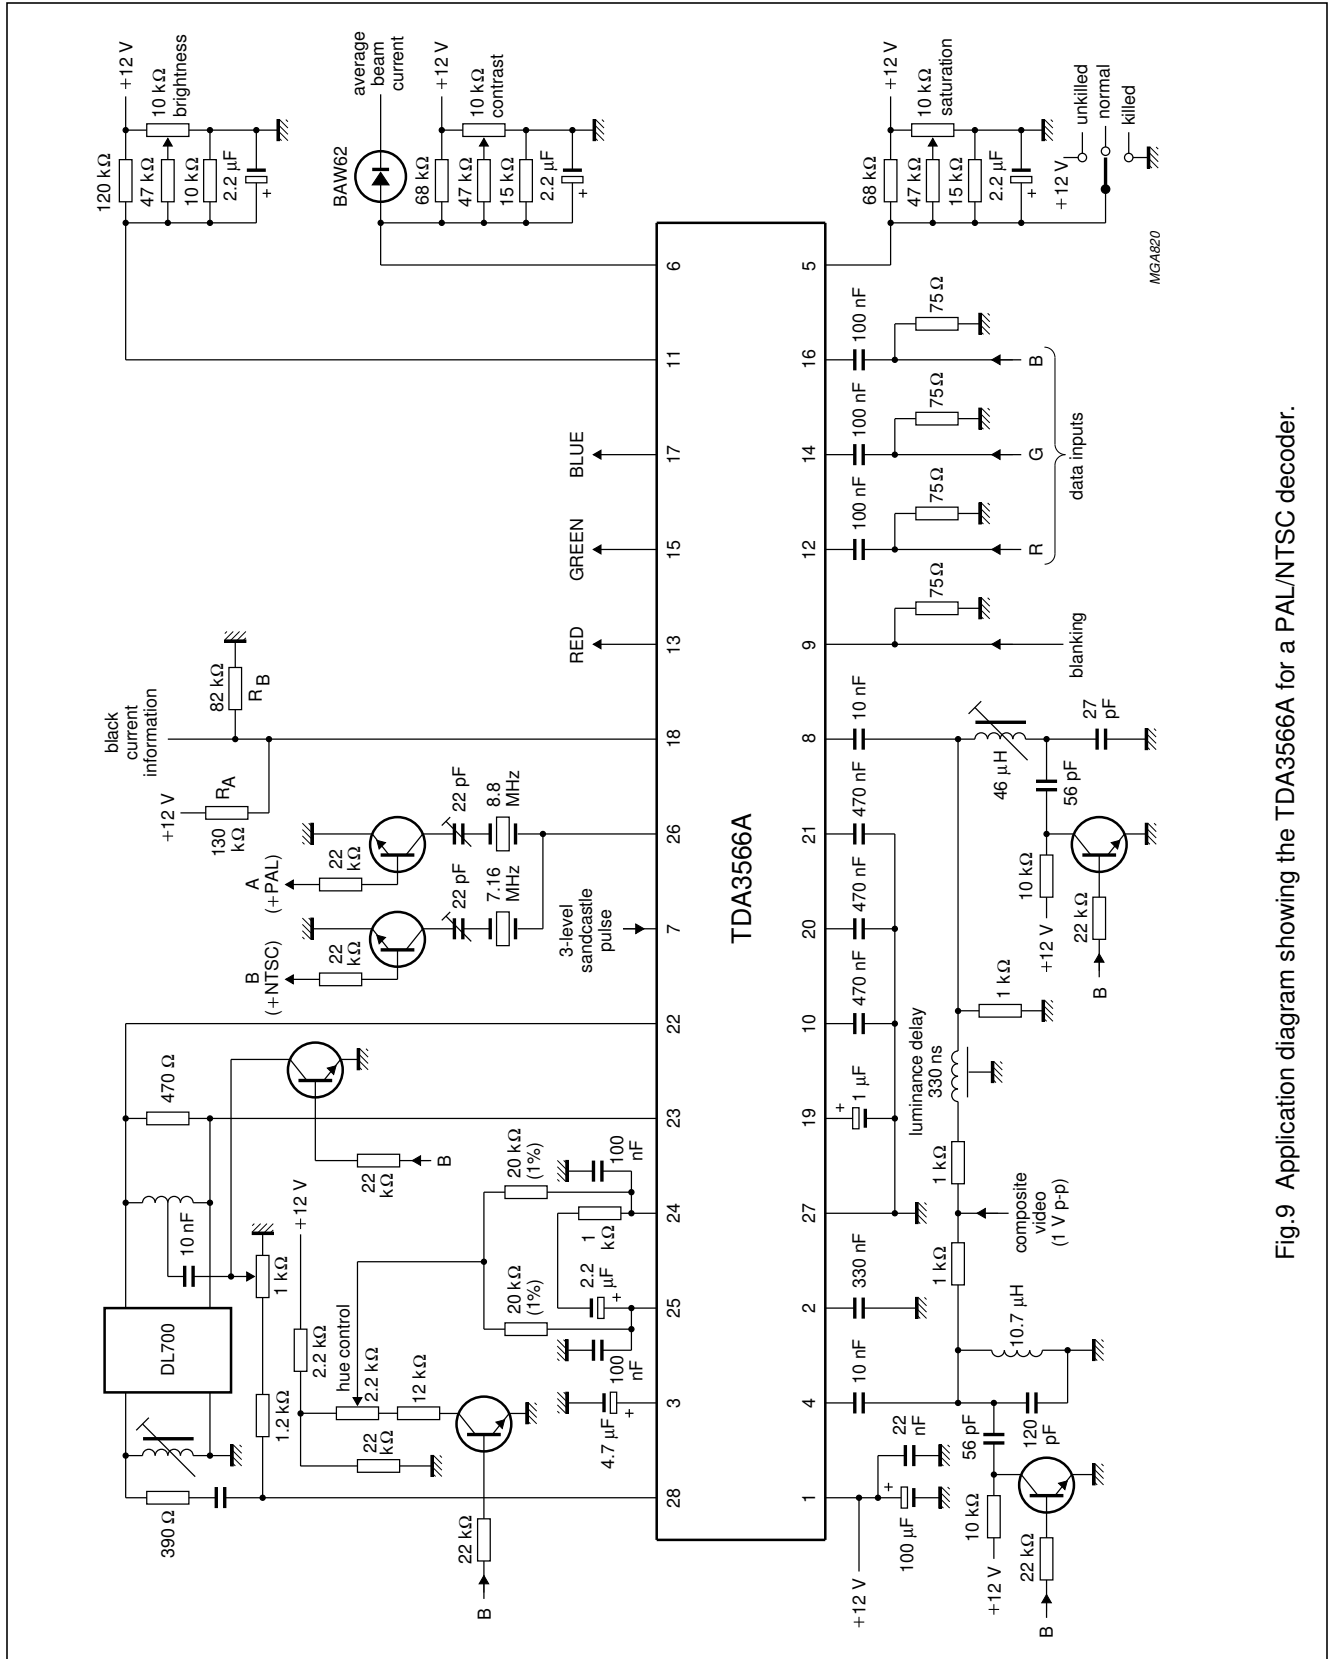 +12 V
10 kΩ
brightness
120 kΩ
47 kΩ
10 kΩ
2.2 µF
+
average
beam
current
BAW62
+12 V
10 kΩ
contrast
68 kΩ
47 kΩ
15 kΩ
2.2 µF
+
+12 V
10 kΩ
saturation
68 kΩ
47 kΩ
15 kΩ
2.2 µF
+
+12 V
unkilled
normal
killed
MGA820
black
current
information
82 kΩ
R B
+12 V
R A
130
kΩ
A
(+PAL)
22
kΩ
22 pF
8.8
MHz
B
(+NTSC)
22
kΩ
22 pF
7.16
MHz
3-level
sandcastle
pulse
RED
GREEN
BLUE
470 Ω
22
kΩ
B
10 nF
1 kΩ
DL700
1.2 kΩ
390 Ω
+12 V
2.2 kΩ
hue control
2.2 kΩ
12 kΩ
22
kΩ
22 kΩ
B
20 kΩ
(1%)
100
nF
1
kΩ
2.2
µF
+
20 kΩ
(1%)
100
nF
4.7 µF
+
28
3
25
24
23
22
7
26
18
13
15
17
11
6
TDA3566A
1
4
2
27
19
10
20
21
8
9
12
14
16
5
+12 V
100 µF
+
22
nF
10 nF
330 nF
+
1 µF
470 nF
470 nF
470 nF
10 nF
100 nF
100 nF
100 nF
75 Ω
75 Ω
75 Ω
75 Ω
blanking
R
G
B
data inputs
56 pF
120
pF
10.7 µH
10 kΩ
+12 V
22 kΩ
B
1 kΩ
composite
video
(1 V p-p)
1 kΩ
luminance delay
330 ns
1 kΩ
46 µH
27
pF
56 pF
10 kΩ
+12 V
22 kΩ
B
Fig.9 Application diagram showing the TDA3566A for a PAL/NTSC decoder.